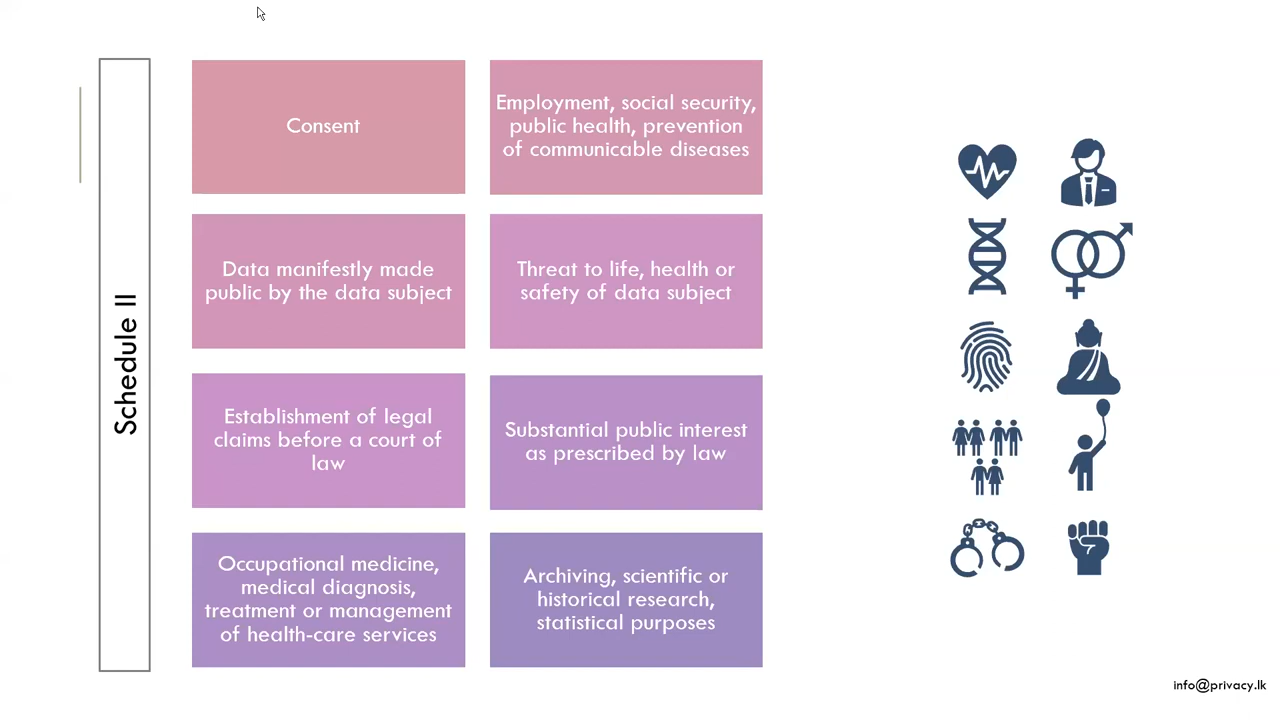 Schedule II
Consent
Employment, social security,
public health, prevention
of communicable diseases
Data manifestly made
public by the data subject
Threat to life, health or
safety of data subject
Establishment of legal
claims before a court of
law
Substantial public interest
as prescribed by law
Occupational medicine,
medical diagnosis,
treatment or management
of health-care services
Archiving, scientific or
historical research,
statistical purposes
info@privacy.lk